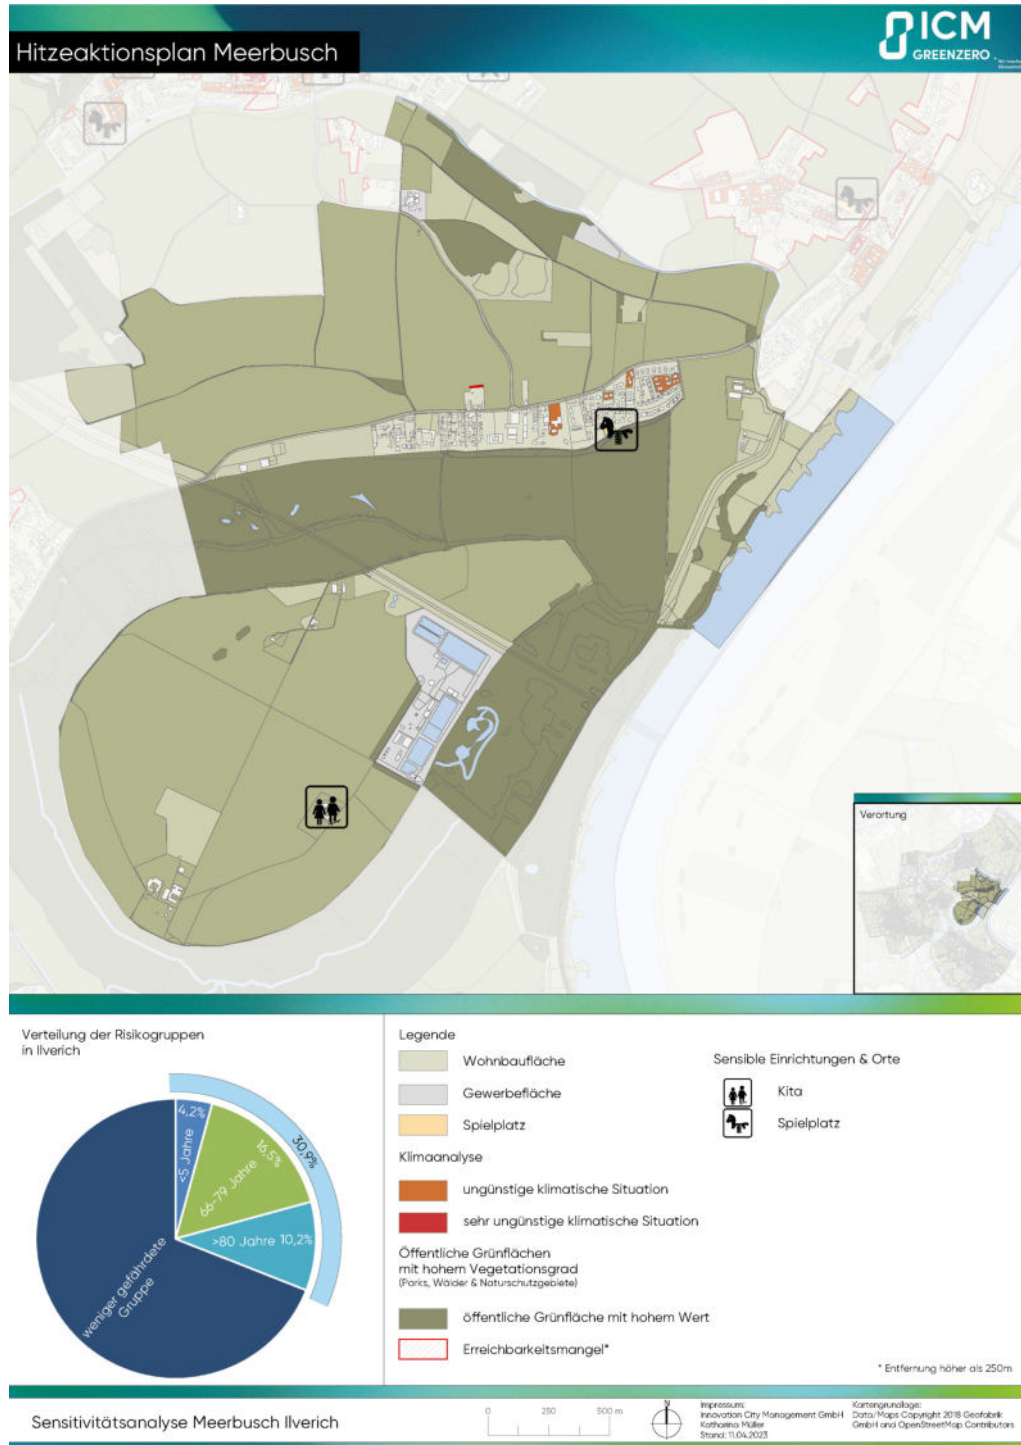 Hitzeaktionsplan Meerbusch
ICM
GREENZERO
Verortung
Verteilung der Risikogruppen
in Ilverich
4,2%
<5 Jahre
16,5%
66-79 Jahre
30,9%
>80 Jahre 10,2%
weniger gefährdete
Gruppe
Legende
Wohnbaufläche
Gewerbefläche
Spielplatz
Klimaanalyse
ungünstige klimatische Situation
sehr ungünstige klimatische Situation
Öffentliche Grünflächen
mit hohem Vegetationsgrad
(Parks, Wälder & Naturschutzgebiete)
öffentliche Grünfläche mit hohem Wert
Erreichbarkeitsmangel*
Sensible Einrichtungen & Orte
Kita
Spielplatz
* Entfernung höher als 250m
Sensitivitätsanalyse Meerbusch Ilverich
0 250 500 m
N
Impressum:
Innovation City Management GmbH
Katharina Müller
Stand: 11.04.2023
Kartengrundlage:
Data/Maps Copyright 2018 Geofabrik
GmbH and OpenStreetMap Contributors